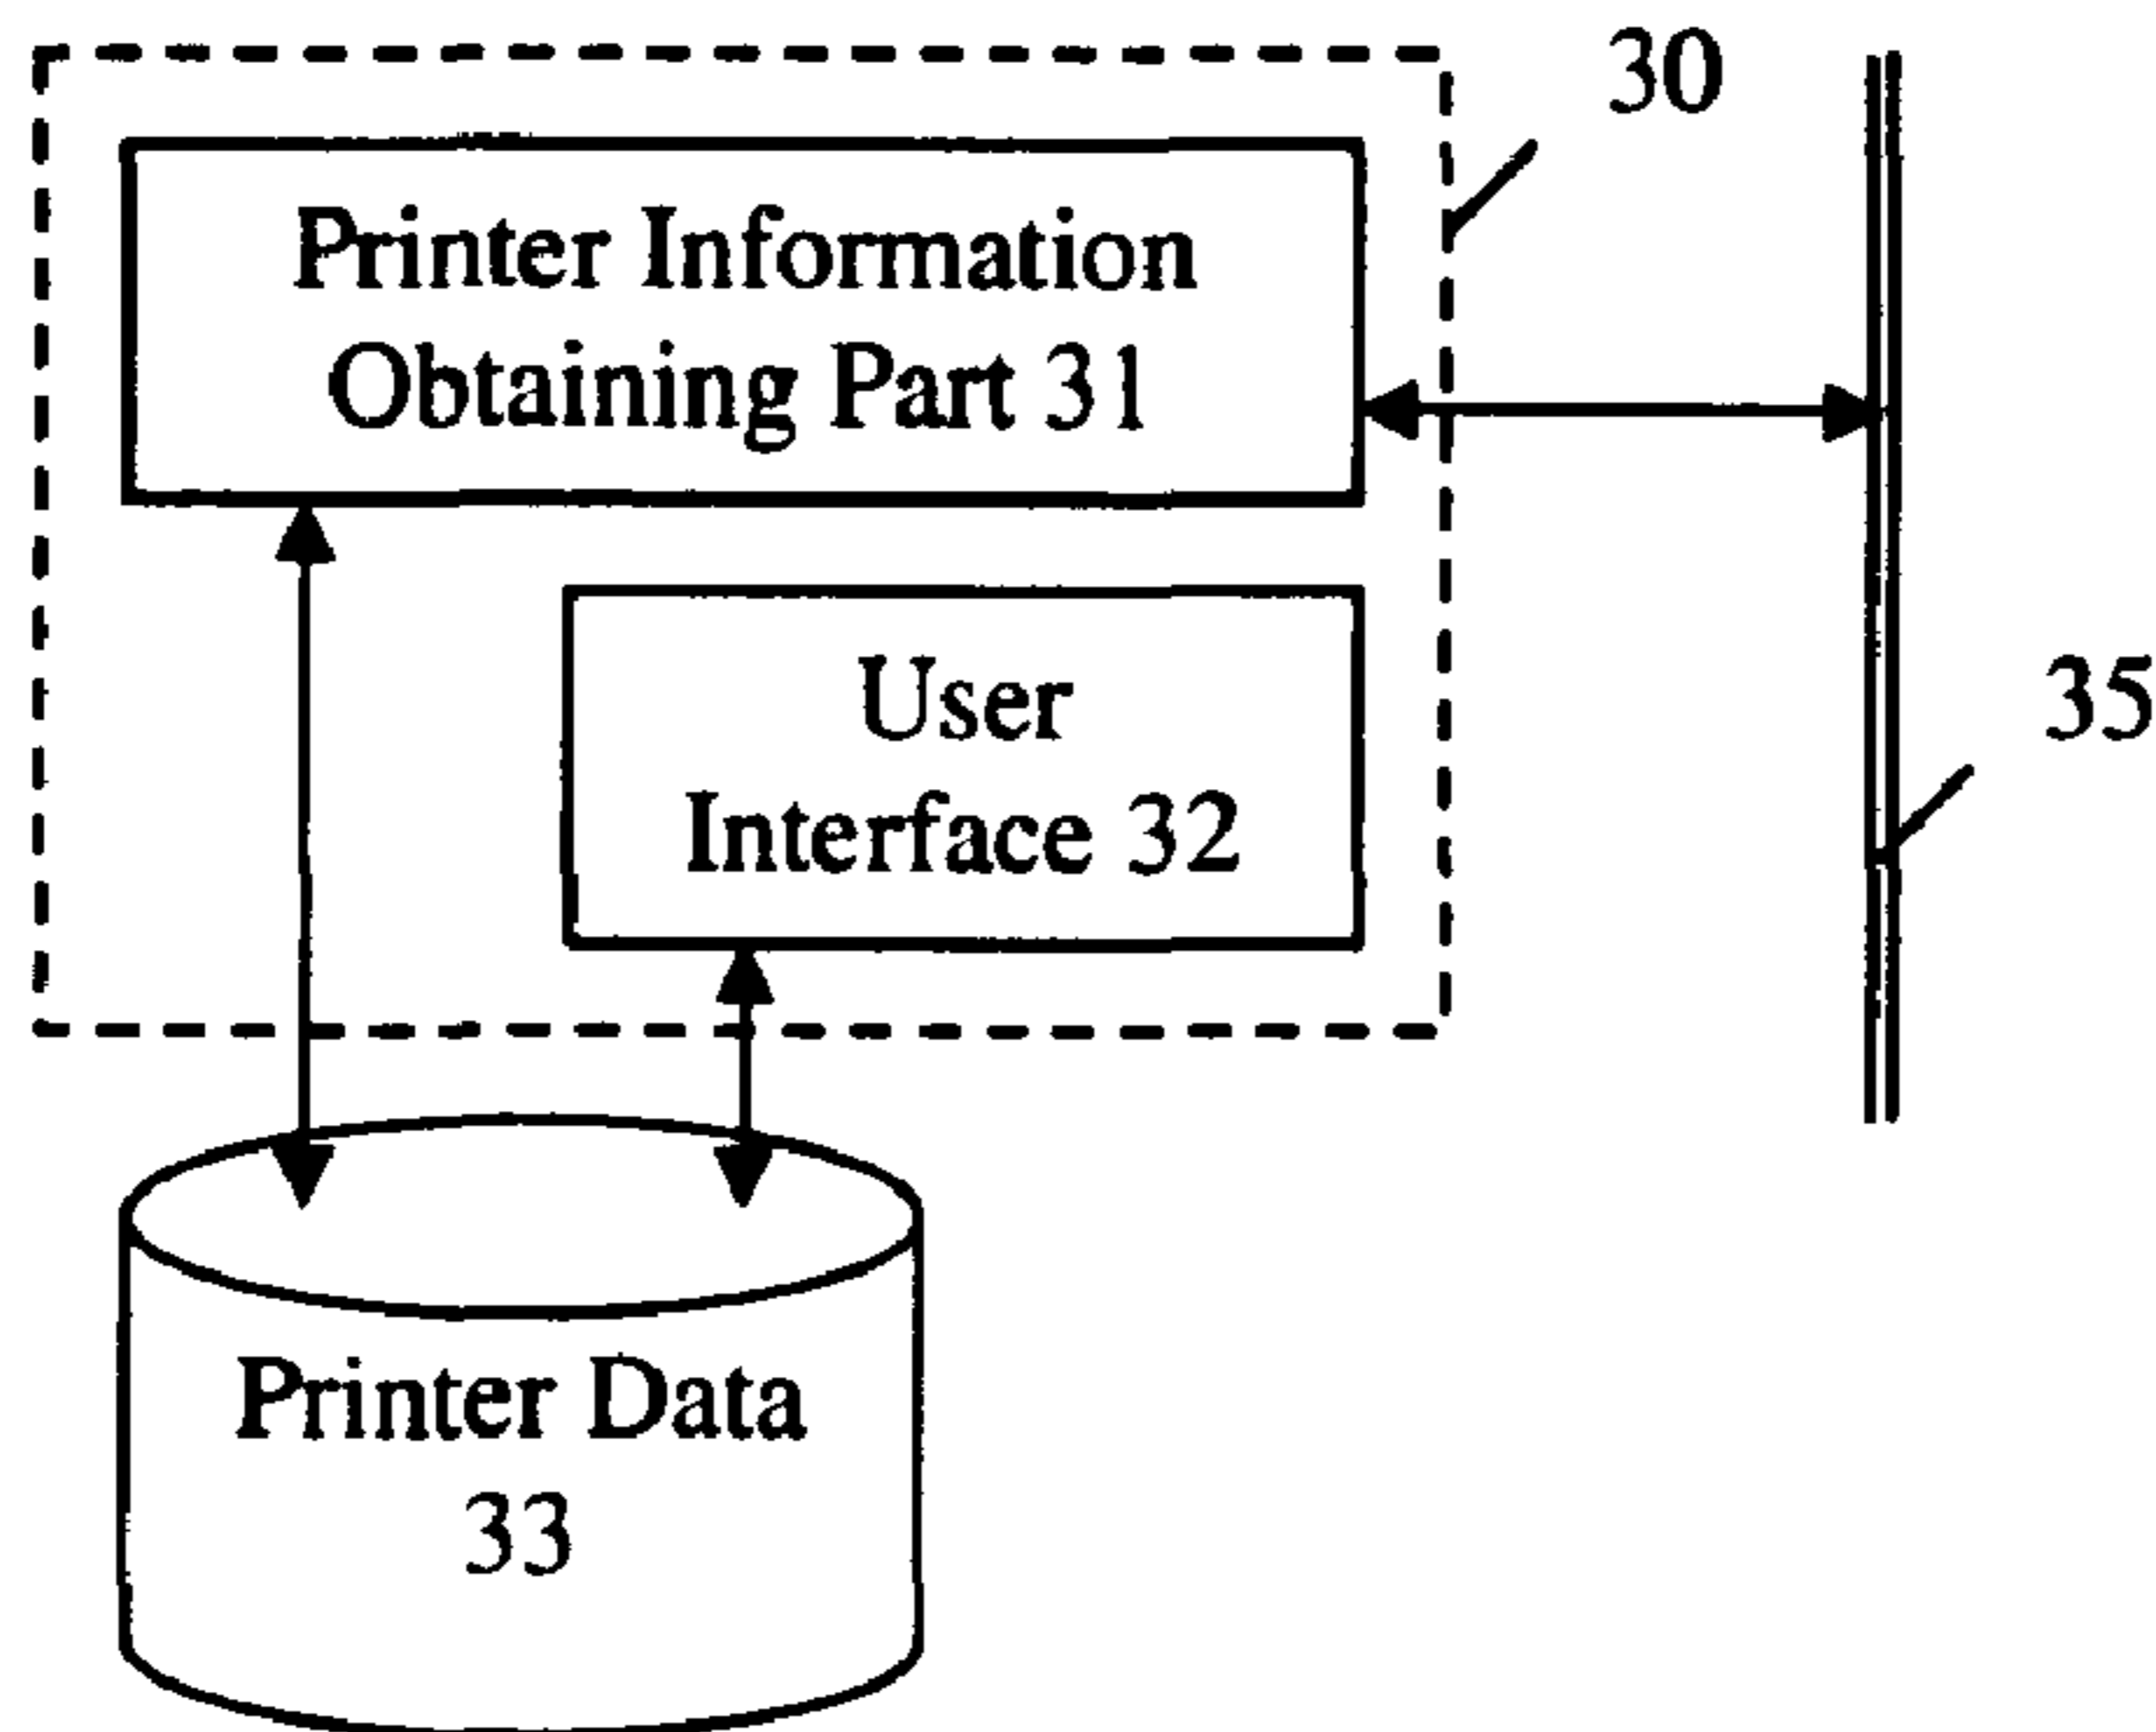 30
Printer Information
Obtaining Part 31
User
Interface 32
35
Printer Data
33